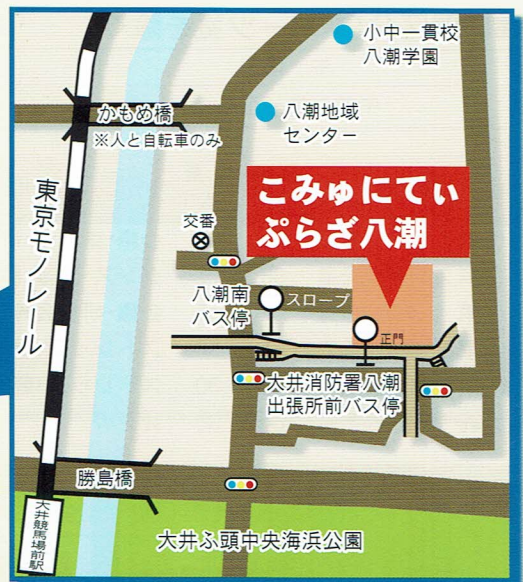 小中一貫校
八潮学園
かもめ橋
※人と自転車のみ
八潮地域
センター
こみゅにてぃ
ぷらざ八潮
東京モノレール
交番
八潮南
バス停
スロープ
正門
大井消防署八潮
出張所前バス停
勝島橋
大井競馬場前駅
大井ふ頭中央海浜公園